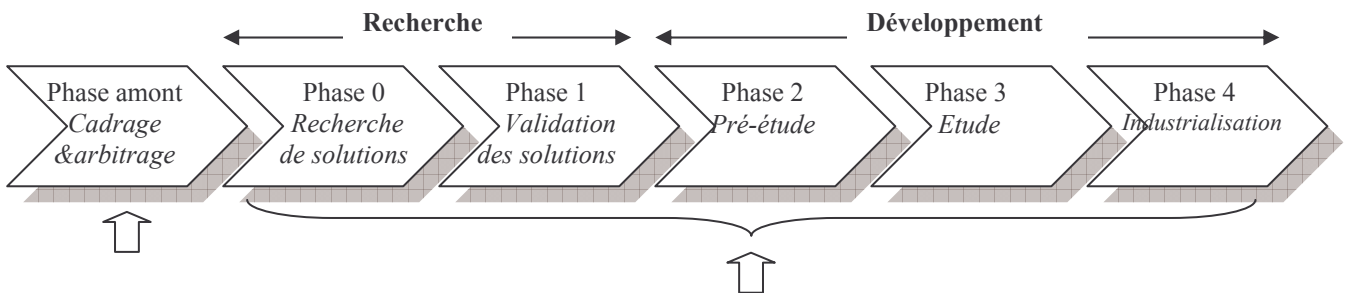 Recherche
Développement
Phase amont
Cadrage
&arbitrage
Phase 0
Recherche
de solutions
Phase 1
Validation
des solutions
Phase 2
Pré-étude
Phase 3
Etude
Phase 4
Industrialisation